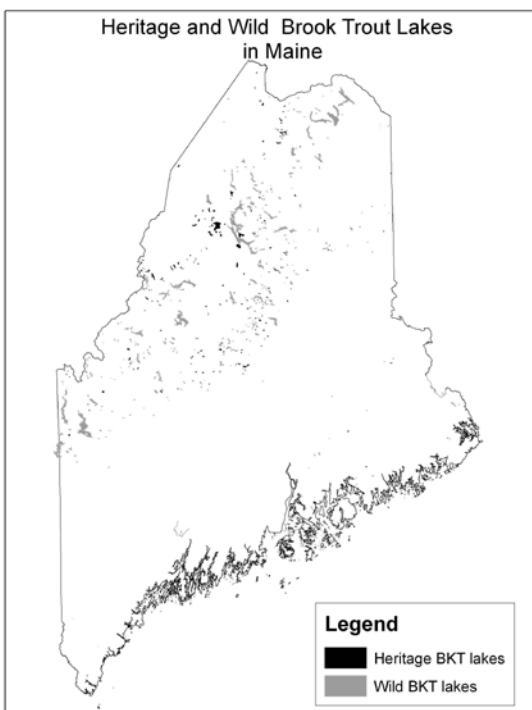 Heritage and Wild Brook Trout Lakes
in Maine
Legend
Heritage BKT lakes
Wild BKT lakes